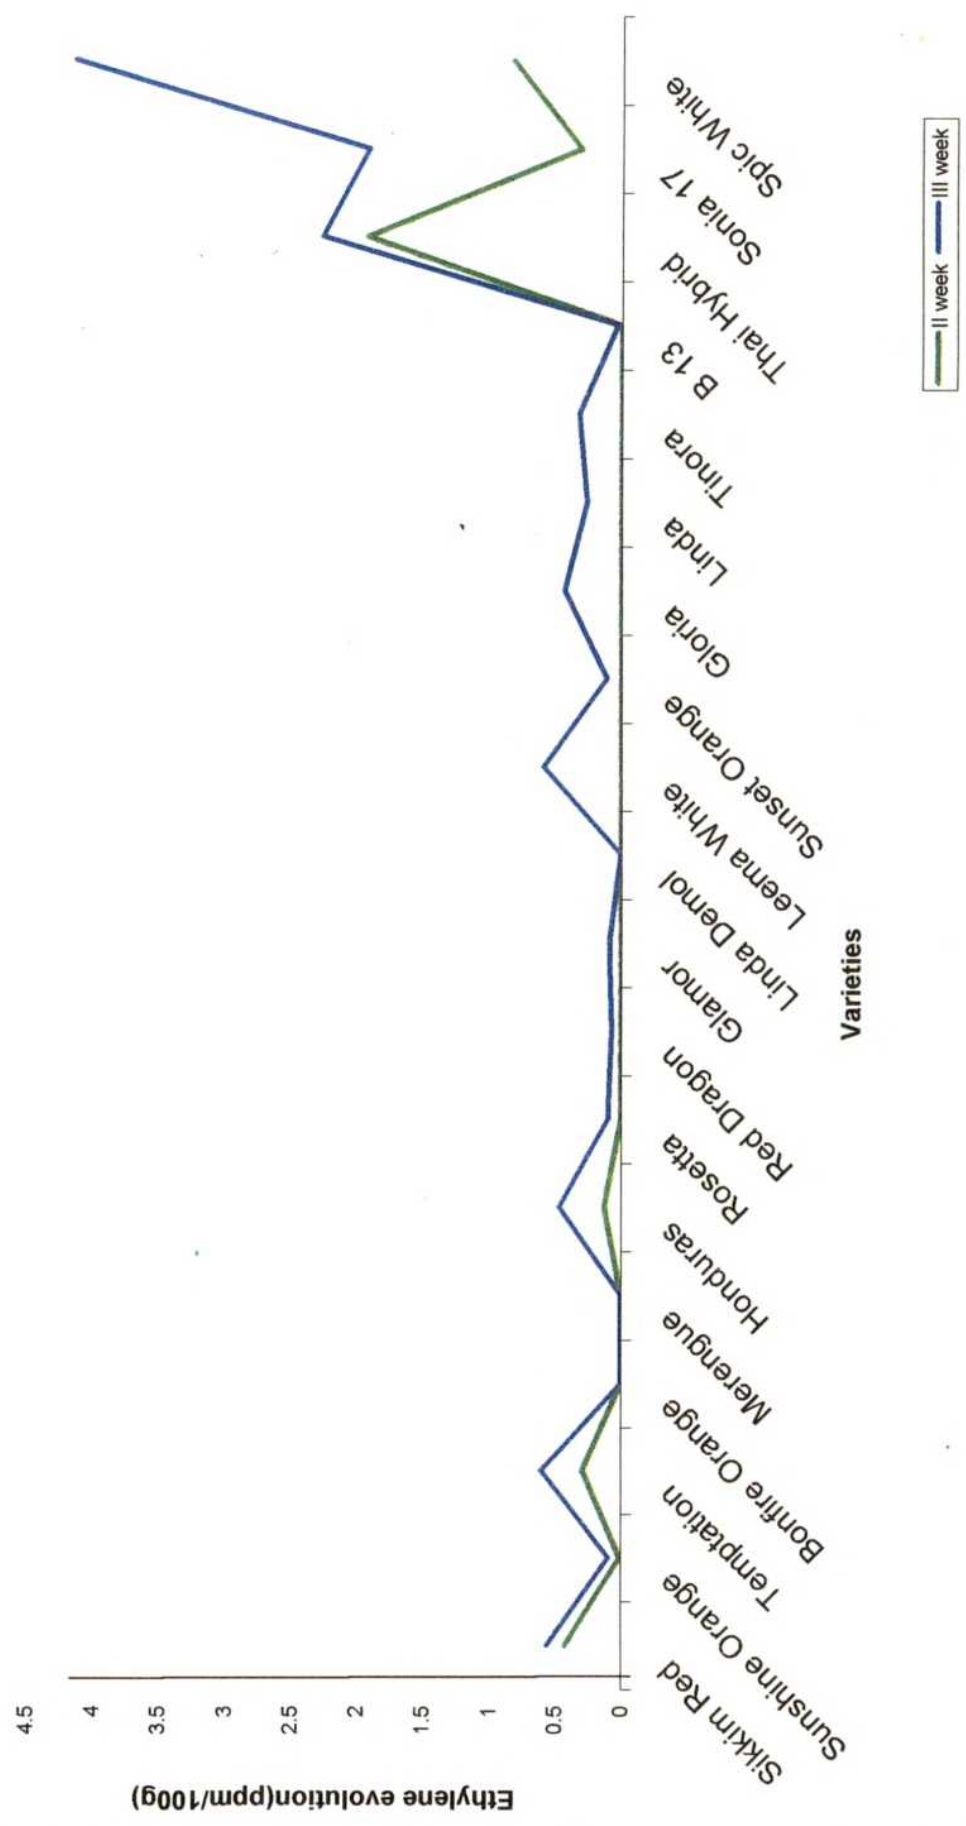 Ethylene evolution(ppm/100g)
4.5
4
3.5
3
2.5
2
1.5
1
0.5
0
Sikkim Red
Sunshine Orange
Temptation
Bonfire Orange
Merengue
Honduras
Rosetta
Red Dragon
Glamor
Linda Demol
Leema White
Sunset Orange
Gloria
Linda
Tinora
B 13
Thai Hybrid
Sonia 17
Spic White
Varieties
II week III week